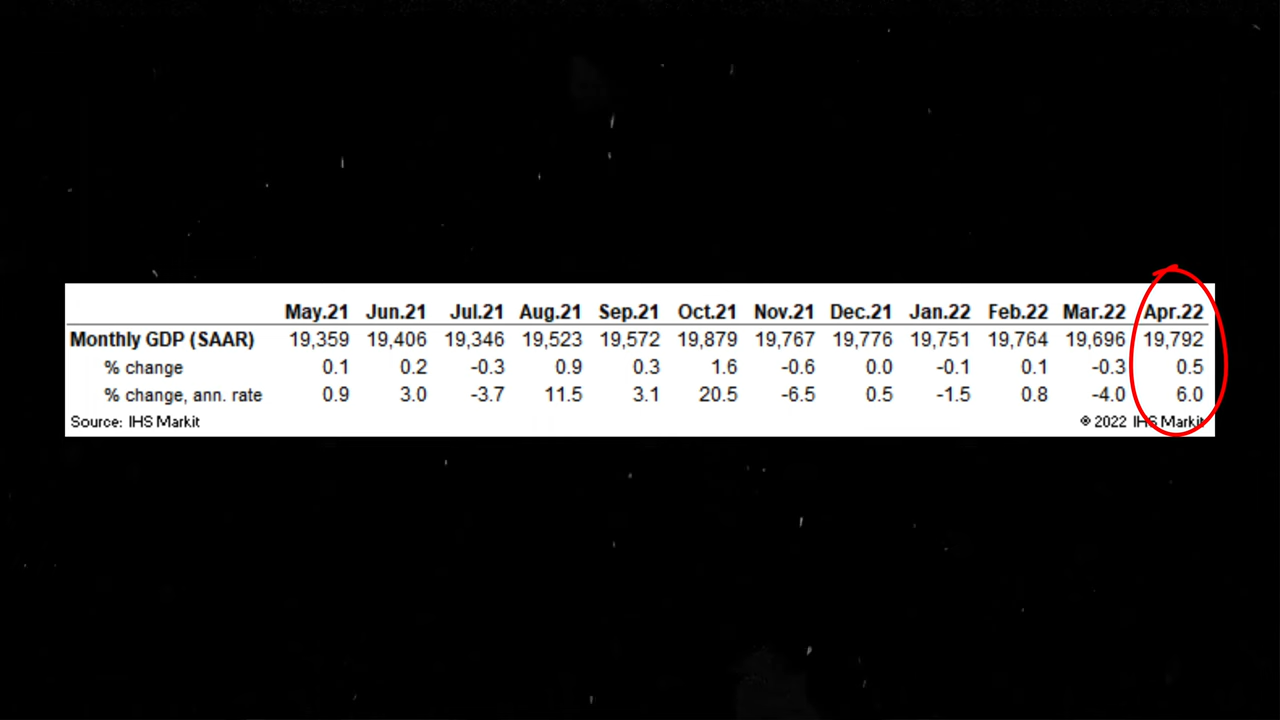 May.21 Jun.21 Jul.21 Aug.21 Sep.21 Oct.21 Nov.21 Dec.21 Jan.22 Feb.22 Mar.22 Apr.22
Monthly GDP (SAAR) 19,359 19,406 19,346 19,523 19,572 19,879 19,767 19,776 19,751 19,764 19,696 19,792
% change 0.1 0.2 -0.3 0.9 0.3 1.6 -0.6 0.0 -0.1 0.1 -0.3 0.5
% change, ann. rate 0.9 3.0 -3.7 11.5 3.1 20.5 -6.5 0.5 -1.5 0.8 -4.0 6.0
Source: IHS Markit © 2022 IHS Markit